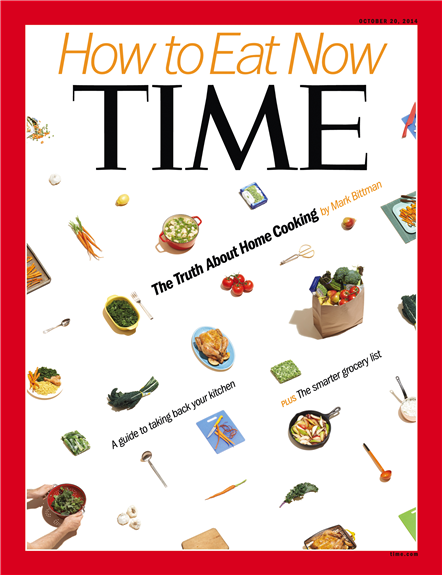 OCTOBER 20, 2014
How to Eat Now
TIME
The Truth About Home Cooking by Mark Bittman
A guide to taking back your kitchen
PLUS The smarter grocery list
time.com